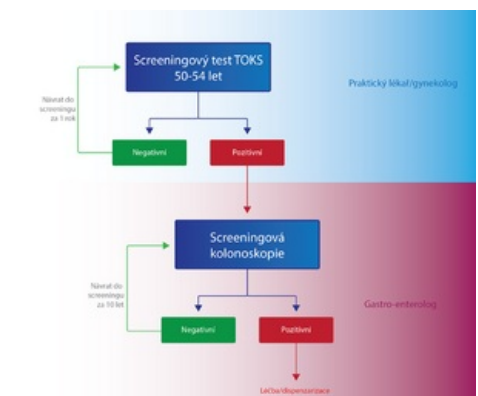 Screeningový test TOKS
50-54 let
Praktický lékař/gynekolog
Návrat do
screeningu
za 1 rok
Negativní
Pozitivní
Screeningová
kolonoskopie
Návrat do
screeningu
za 10 let
Gastro-enterolog
Negativní
Pozitivní
Léčba/dispenzarizace